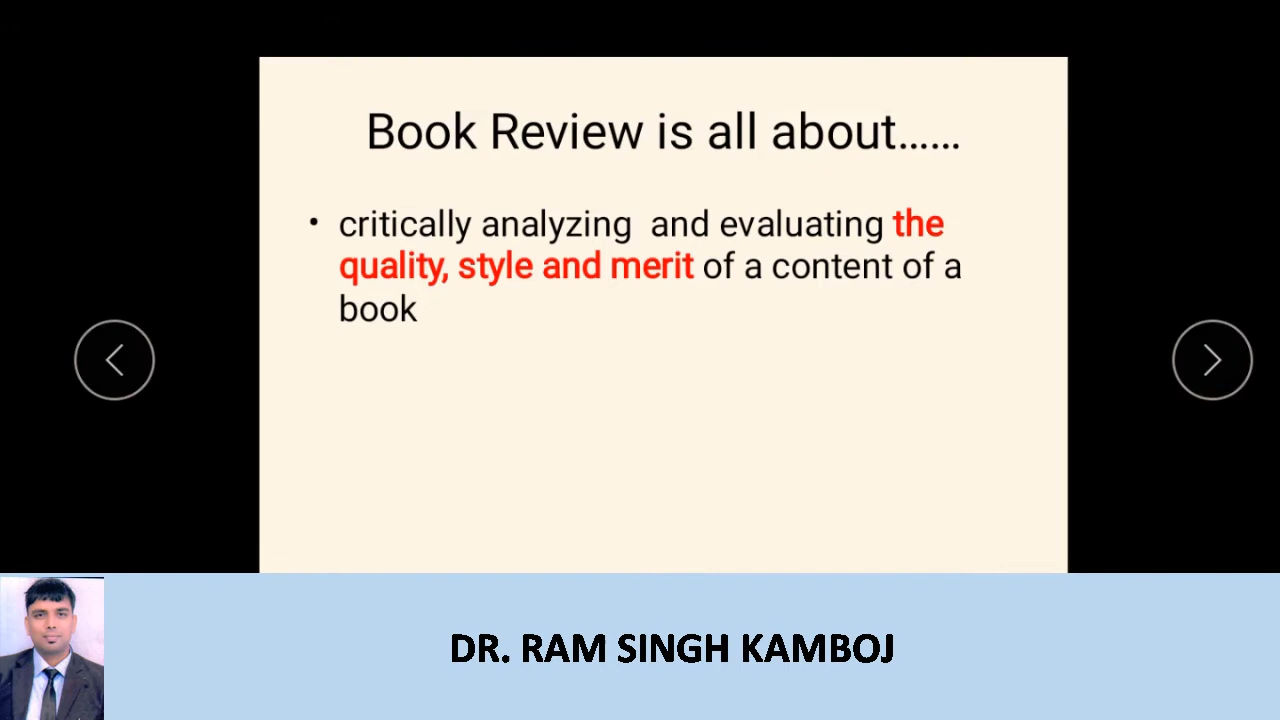 Book Review is all about......
• critically analyzing  and evaluating the
quality, style and merit of a content of a
book
DR. RAM SINGH KAMBOJ